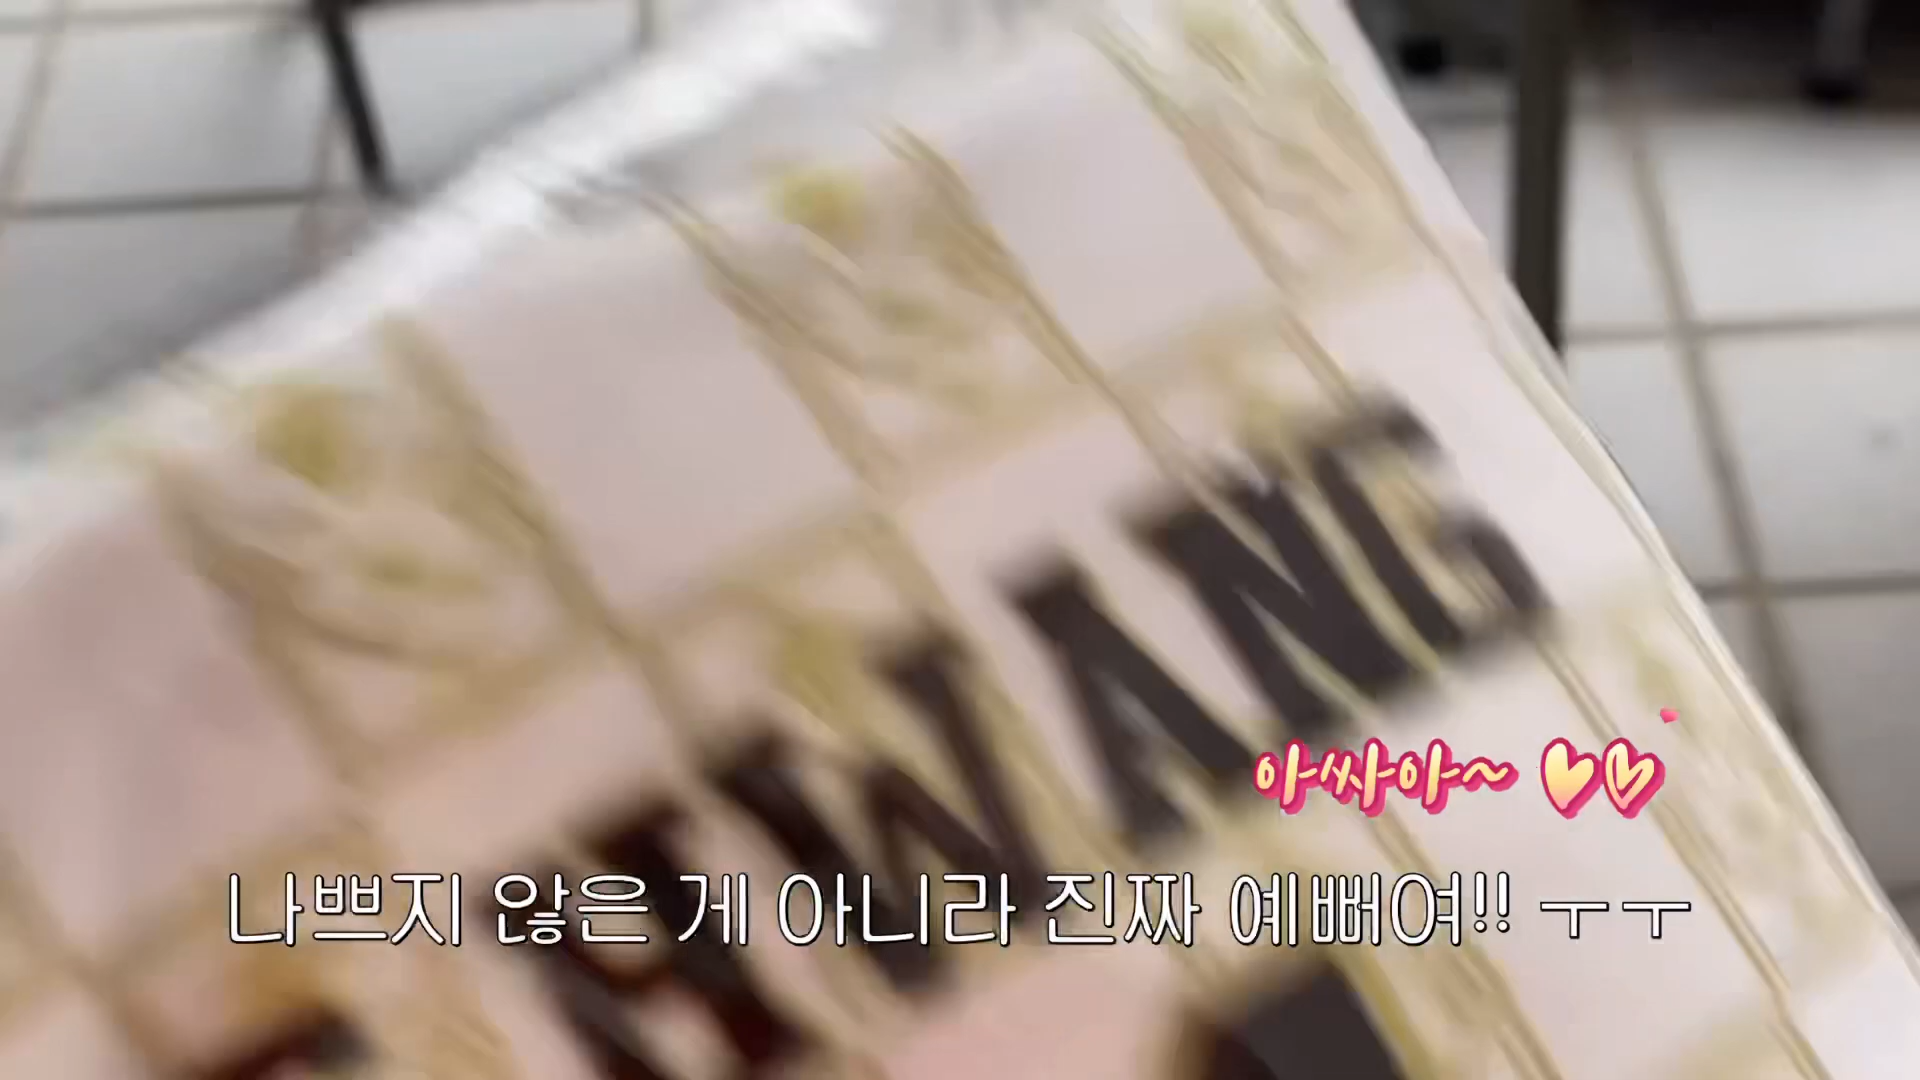 아싸아~
나쁘지 않은 게 아니라 진짜 예뻐여!! ㅜㅜ